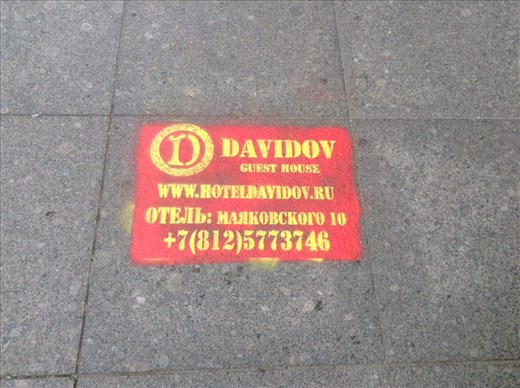 D DAVIDOV
GUEST HOUSE
WWW.HOTELDAVIDOV.RU
ОТЕЛЬ: МАЯКОВСКОГО 10
+7(812)5773746